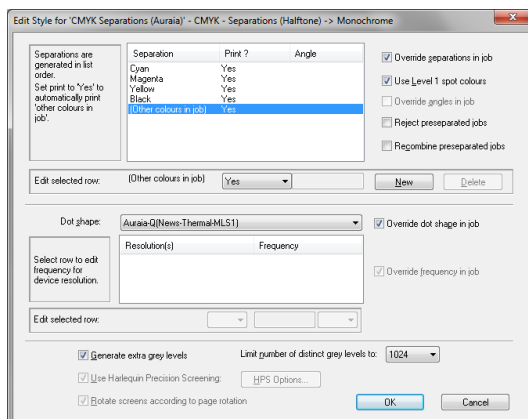 Edit Style for 'CMYK Separations (Auraia)' - CMYK - Separations (Halftone) -> Monochrome
Separations are generated in list order.
Set print to 'Yes' to automatically print 'other colours in job'.
Separation Print ? Angle
Cyan Yes
Magenta Yes
Yellow Yes
Black Yes
(Other colours in job) Yes
Override separations in job
Use Level 1 spot colours
Override angles in job
Reject preseparated jobs
Recombine preseparated jobs
Edit selected row: (Other colours in job) Yes New Delete
Dot shape: Auraia-Q(News-Thermal-MLS1) Override dot shape in job
Select row to edit frequency for device resolution.
Resolution(s) Frequency
Override frequency in job
Edit selected row:
Generate extra grey levels Limit number of distinct grey levels to: 1024
Use Harlequin Precision Screening: HPS Options...
Rotate screens according to page rotation
OK Cancel